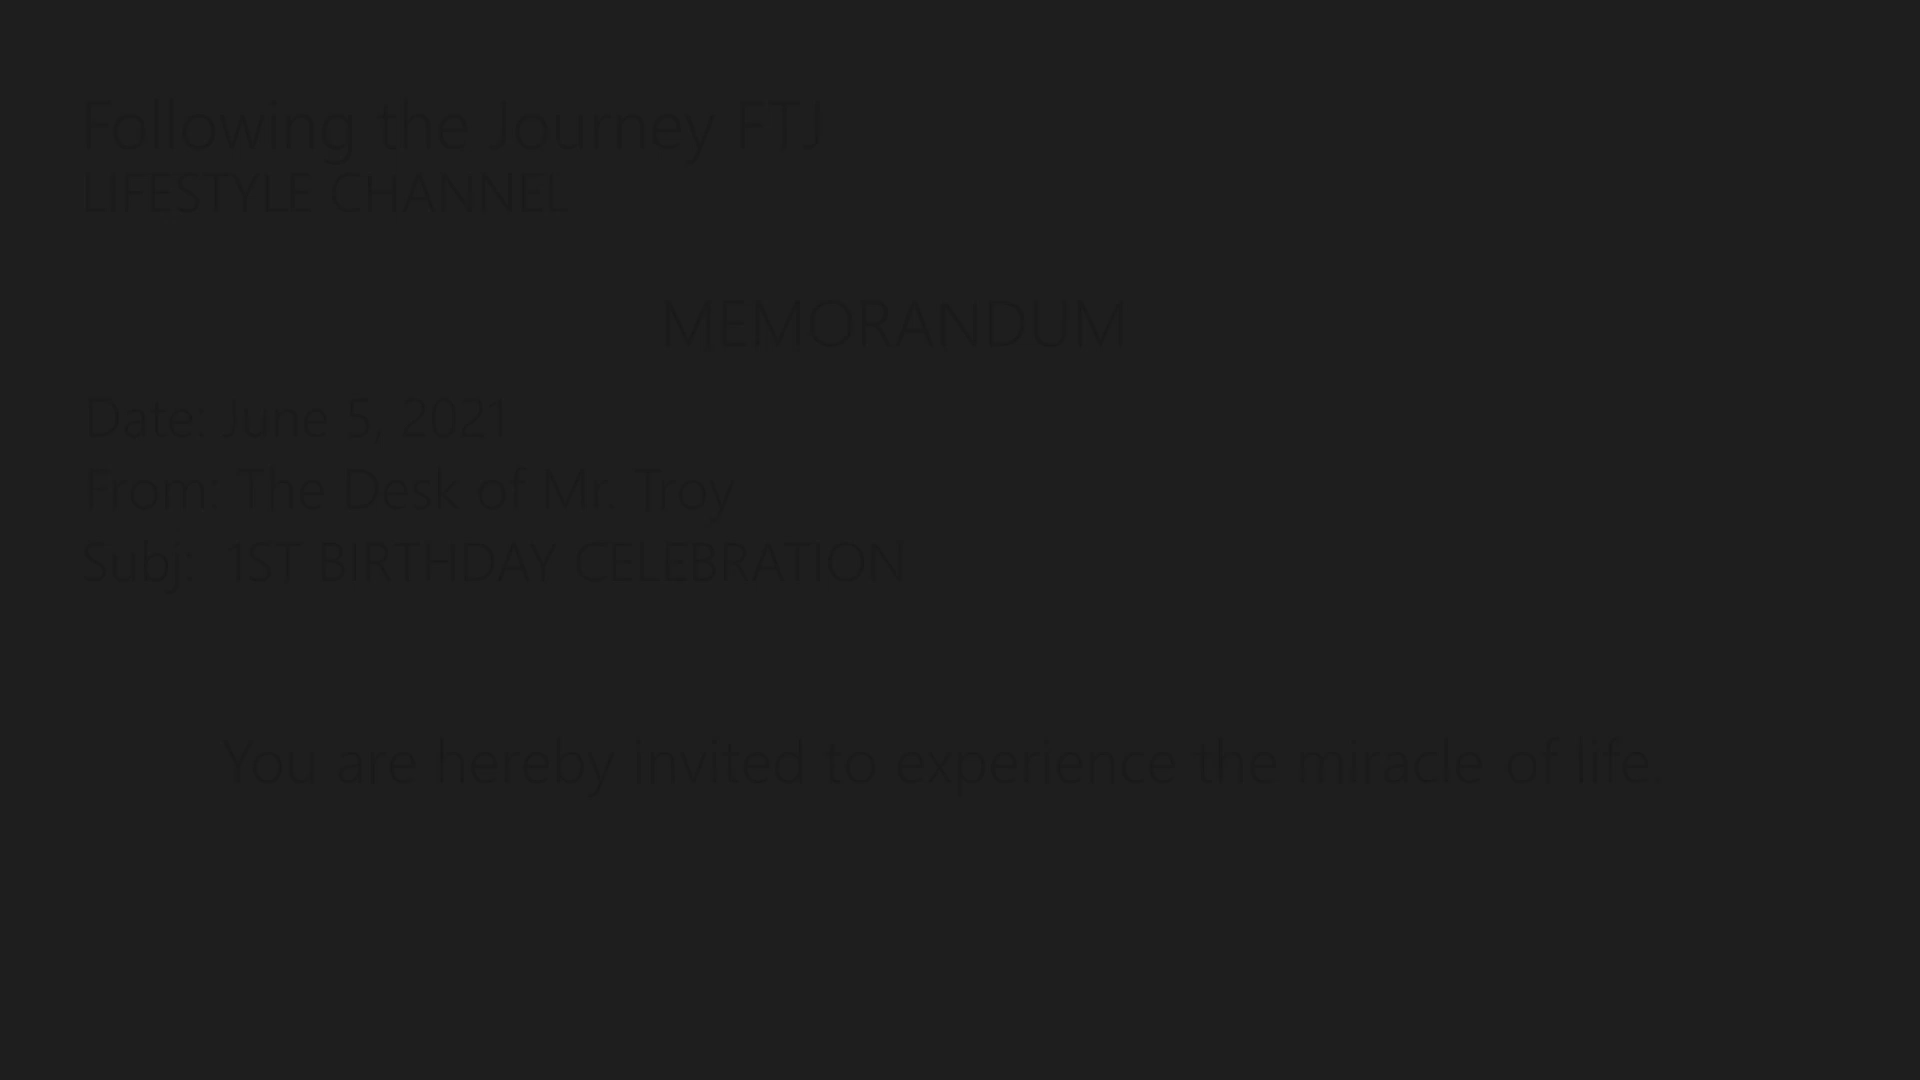 Following the Journey FTJ
LIFESTYLE CHANNEL
MEMORANDUM
Date: June 5, 2021
From: The Desk of Mr. Troy
Subj: 1ST BIRTHDAY CELEBRATION
You are hereby invited to experience the miracle of life.